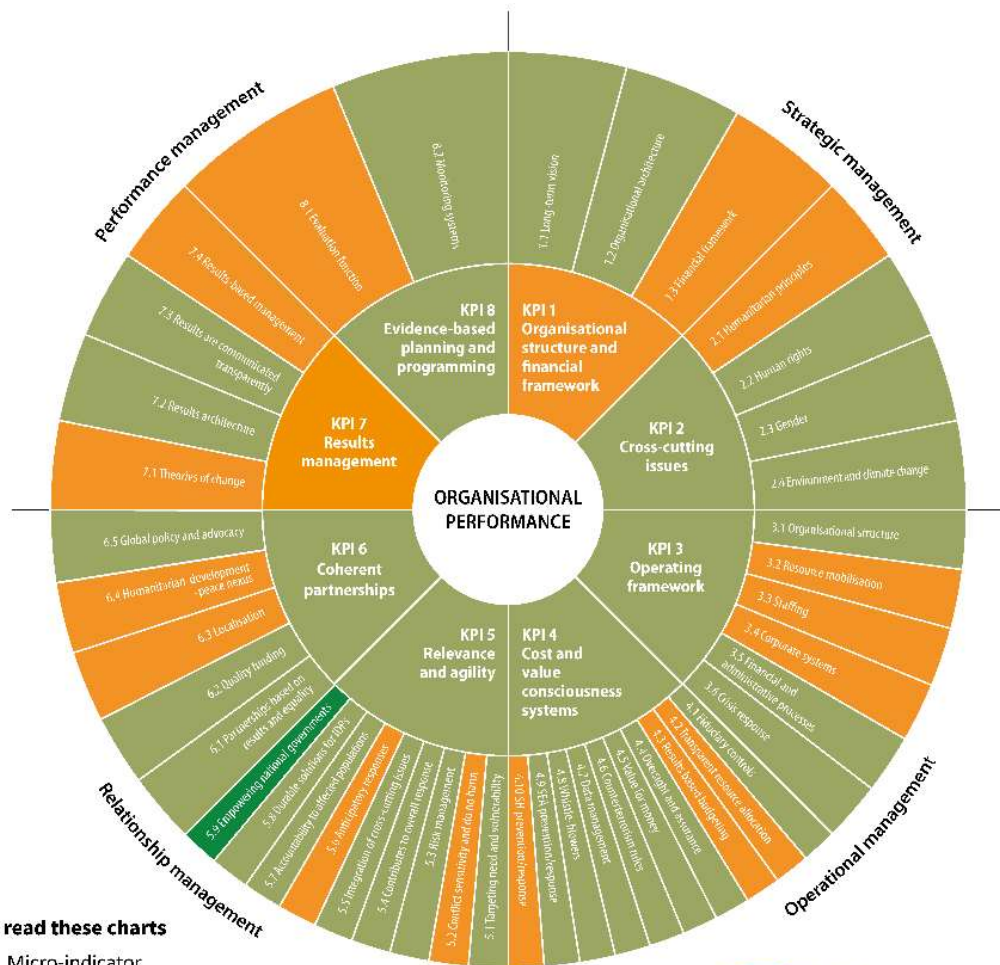 Performance management
Strategic management
8.2 Monitoring systems
1.1 Long-term vision
1.2 Organisational architecture
8.1 Evaluation function
1.3 Financial framework
7.4 Results-based management
2.1 Humanitarian principles
7.3 Results are communicated
transparently
2.2 Human rights
7.2 Results architecture
2.3 Gender
7.1 Theories of change
2.4 Environment and climate change
KPI 8
Evidence-based
planning and
programming
KPI 1
Organisational
structure and
financial
framework
KPI 7
Results
management
KPI 2
Cross-cutting
issues
ORGANISATIONAL
PERFORMANCE
KPI 6
Coherent
partnerships
KPI 3
Operating
framework
KPI 5
Relevance
and agility
KPI 4
Cost and
value
consciousness
systems
6.5 Global policy and advocacy
3.1 Organisational structure
6.4 Humanitarian-development
-peace nexus
3.2 Resource mobilisation
6.3 Localisation
3.3 Staffing
3.4 Corporate systems
6.2 Quality funding
3.5 Financial and
administrative processes
6.1 Partnerships based on
results and equality
3.6 Crisis response
5.9 Empowering national governments
4.1 Fiduciary controls
5.8 Durable solutions for IDPs
4.2 Transparent resource allocation
5.7 Accountability to affected populations
4.3 Results-based budgeting
5.6 Anticipatory responses
4.4 Oversight and assurance
5.5 Integration of cross-cutting issues
4.5 Value for money
5.4 Contributes to overall response
4.6 Counterterrorism rules
5.3 Risk management
4.7 Data management
5.2 Conflict sensitivity and do no harm
4.8 Whistle-blowers
5.1 Targeting need and vulnerability
4.9 SEA prevention/response
4.10 SH prevention/response
Relationship management
Operational management
read these charts
Micro-indicator